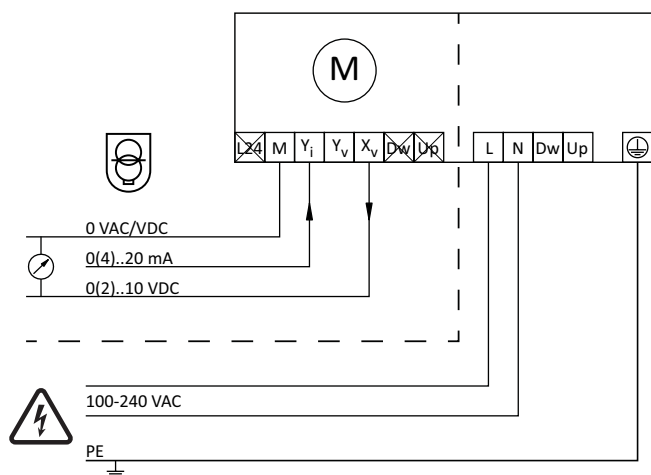 M
L24 M Yi Yv Xv Dw Up L N Dw Up
0 VAC/VDC
0(4)..20 mA
0(2)..10 VDC
100-240 VAC
PE